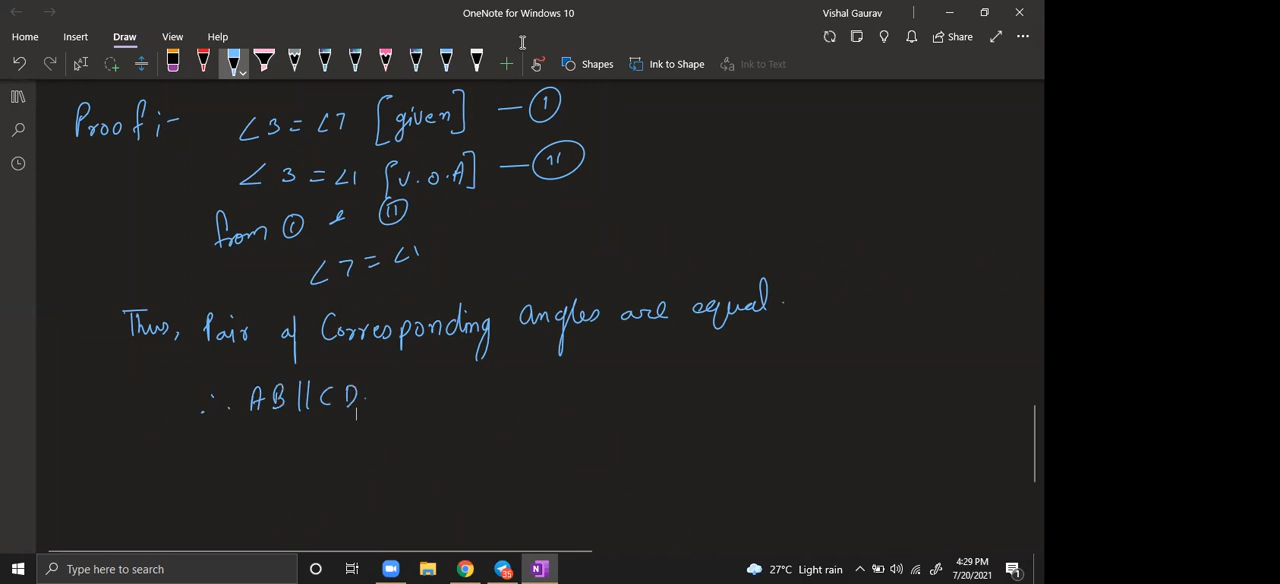 OneNote for Windows 10
Vishal Gaurav
Home Insert Draw View Help
Share
Shapes Ink to Shape Ink to Text
Proof :- ∠3 = ∠7 [given] — (I)
∠3 = ∠1 [V.O.A] — (II)
from (I) & (II)
∠7 = ∠1
Thus, Pair of Corresponding angles are equal.
∴ AB || CD.
Type here to search
35
27°C Light rain
4:29 PM
7/20/2021
1